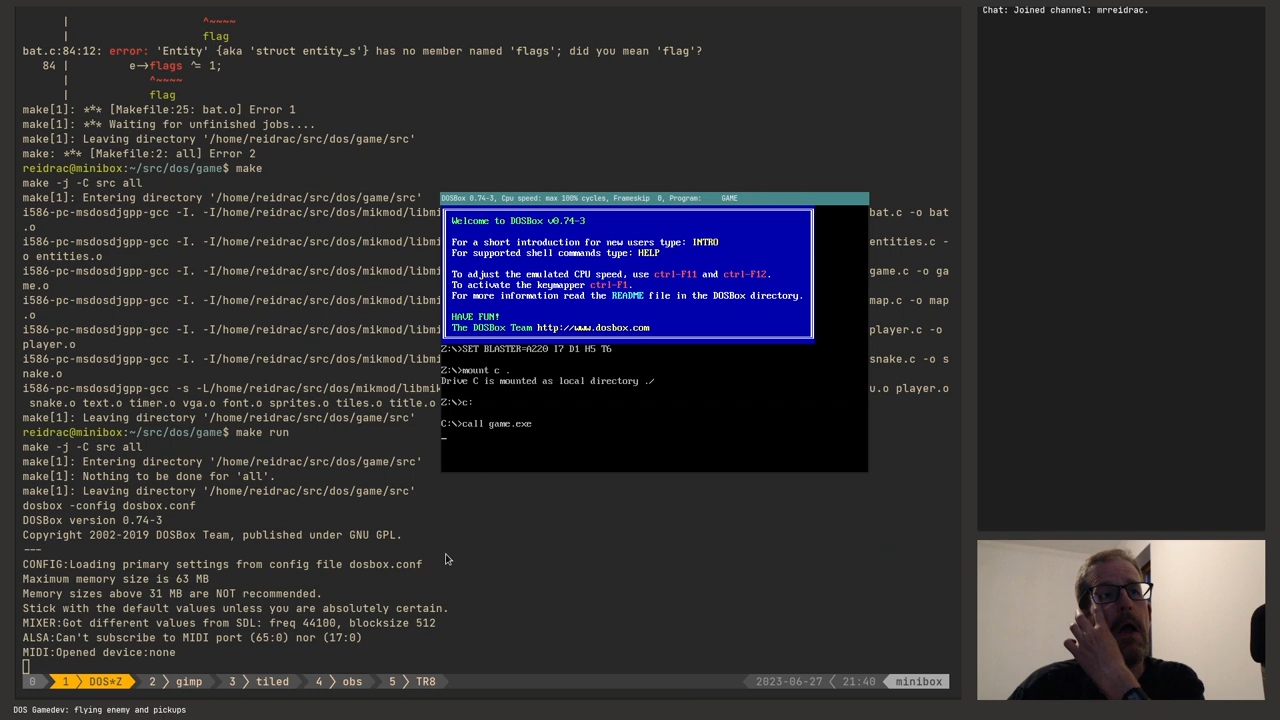 Chat: Joined channel: mrreidrac.
| ^~~~~
| flag
bat.c:84:12: error: 'Entity' {aka 'struct entity_s'} has no member named 'flags'; did you mean 'flag'?
84 | e->flags ^= 1;
| ^~~~~
| flag
make[1]: *** [Makefile:25: bat.o] Error 1
make[1]: *** Waiting for unfinished jobs....
make[1]: Leaving directory '/home/reidrac/src/dos/game/src'
make: *** [Makefile:2: all] Error 2
reidrac@minibox:~/src/dos/game$ make
make -j -C src all
make[1]: Entering directory '/home/reidrac/src/dos/game/src'
i586-pc-msdosdjgpp-gcc -I. -I/home/reidrac/src/dos/mikmod/libmi
bat.c -o bat
.o
i586-pc-msdosdjgpp-gcc -I. -I/home/reidrac/src/dos/mikmod/libmi
entities.c -
o entities.o
i586-pc-msdosdjgpp-gcc -I. -I/home/reidrac/src/dos/mikmod/libmi
game.c -o ga
me.o
i586-pc-msdosdjgpp-gcc -I. -I/home/reidrac/src/dos/mikmod/libmi
map.c -o map
.o
i586-pc-msdosdjgpp-gcc -I. -I/home/reidrac/src/dos/mikmod/libmi
player.c -o
player.o
i586-pc-msdosdjgpp-gcc -I. -I/home/reidrac/src/dos/mikmod/libmi
snake.c -o s
nake.o
i586-pc-msdosdjgpp-gcc -s -L/home/reidrac/src/dos/mikmod/libmik
u.o player.o
snake.o text.o timer.o vga.o font.o sprites.o tiles.o title.o
make[1]: Leaving directory '/home/reidrac/src/dos/game/src'
reidrac@minibox:~/src/dos/game$ make run
make -j -C src all
make[1]: Entering directory '/home/reidrac/src/dos/game/src'
make[1]: Nothing to be done for 'all'.
make[1]: Leaving directory '/home/reidrac/src/dos/game/src'
dosbox -config dosbox.conf
DOSBox version 0.74-3
Copyright 2002-2019 DOSBox Team, published under GNU GPL.
---
CONFIG:Loading primary settings from config file dosbox.conf
Maximum memory size is 63 MB
Memory sizes above 31 MB are NOT recommended.
Stick with the default values unless you are absolutely certain.
MIXER:Got different values from SDL: freq 44100, blocksize 512
ALSA:Can't subscribe to MIDI port (65:0) nor (17:0)
MIDI:Opened device:none
DOSBox 0.74-3, Cpu speed: max 100% cycles, Frameskip 0, Program: GAME
Welcome to DOSBox v0.74-3
For a short introduction for new users type: INTRO
For supported shell commands type: HELP
To adjust the emulated CPU speed, use ctrl-F11 and ctrl-F12.
To activate the keymapper ctrl-F1.
For more information read the README file in the DOSBox directory.
HAVE FUN!
The DOSBox Team http://www.dosbox.com
Z:\>SET BLASTER=A220 I7 D1 H5 T6
Z:\>mount c .
Drive C is mounted as local directory ./
Z:\>c:
C:\>call game.exe
0 1 DOS*Z 2 gimp 3 tiled 4 obs 5 TR8 2023-06-27 21:40 minibox
DOS Gamedev: flying enemy and pickups